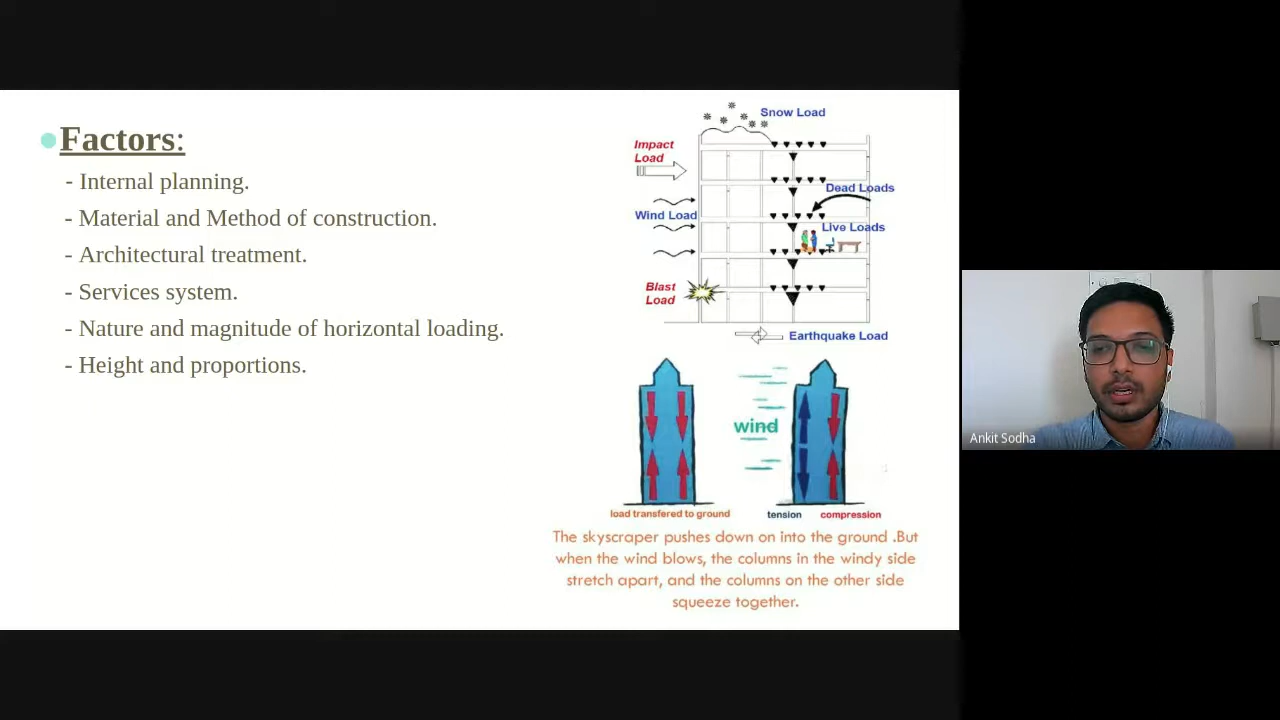 Factors:
- Internal planning.
- Material and Method of construction.
- Architectural treatment.
- Services system.
- Nature and magnitude of horizontal loading.
- Height and proportions.
Snow Load
Impact
Load
Dead Loads
Wind Load
Live Loads
Blast
Load
Earthquake Load
wind
load transfered to ground
tension
compression
The skyscraper pushes down on into the ground .But
when the wind blows, the columns in the windy side
stretch apart, and the columns on the other side
squeeze together.
Ankit Sodha